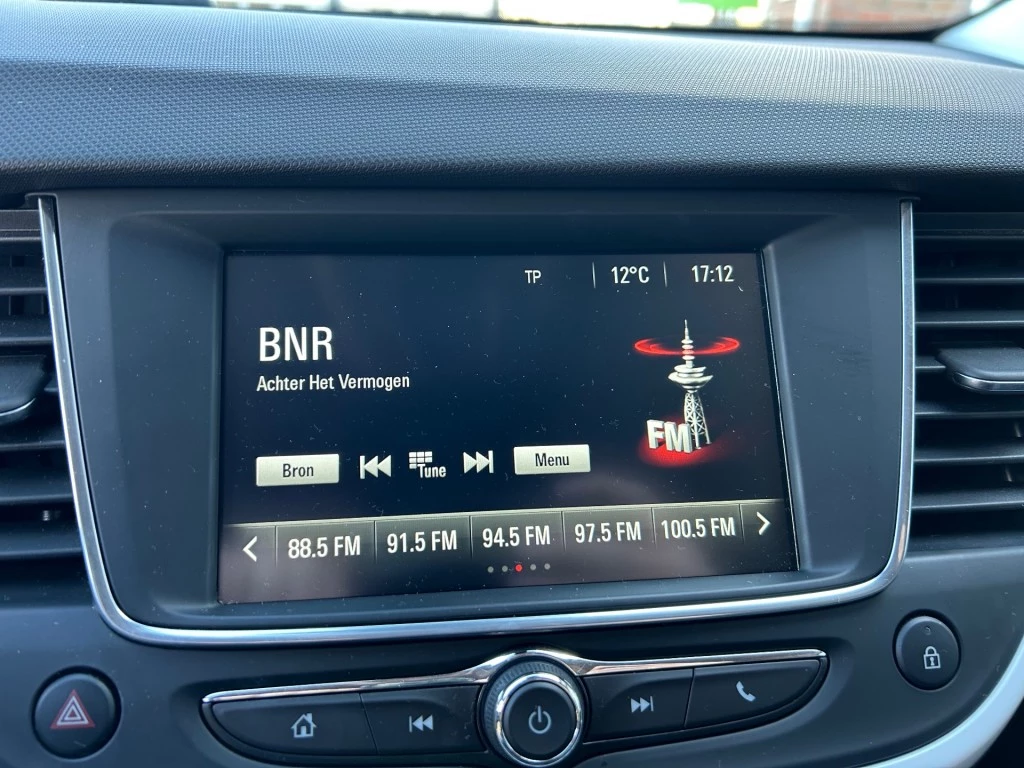 TP 12°C 17:12
BNR
Achter Het Vermogen
FM
Bron Tune Menu
88.5 FM 91.5 FM 94.5 FM 97.5 FM 100.5 FM